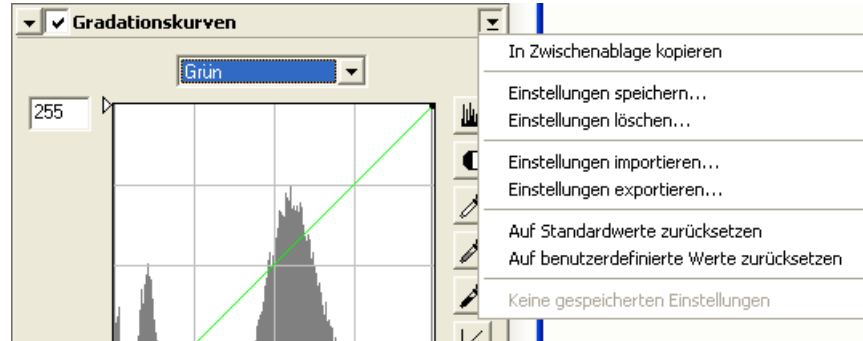 Gradationskurven
Grün
255
In Zwischenablage kopieren
Einstellungen speichern...
Einstellungen löschen...
Einstellungen importieren...
Einstellungen exportieren...
Auf Standardwerte zurücksetzen
Auf benutzerdefinierte Werte zurücksetzen
Keine gespeicherten Einstellungen